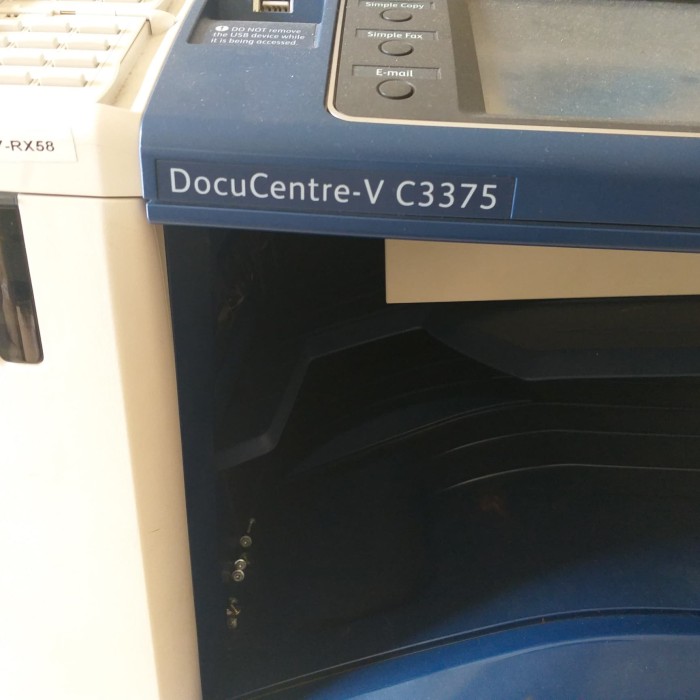 Simple Copy
DO NOT remove
the USB device while
it is being accessed.
Simple Fax
E-mail
-RX58
DocuCentre-V C3375